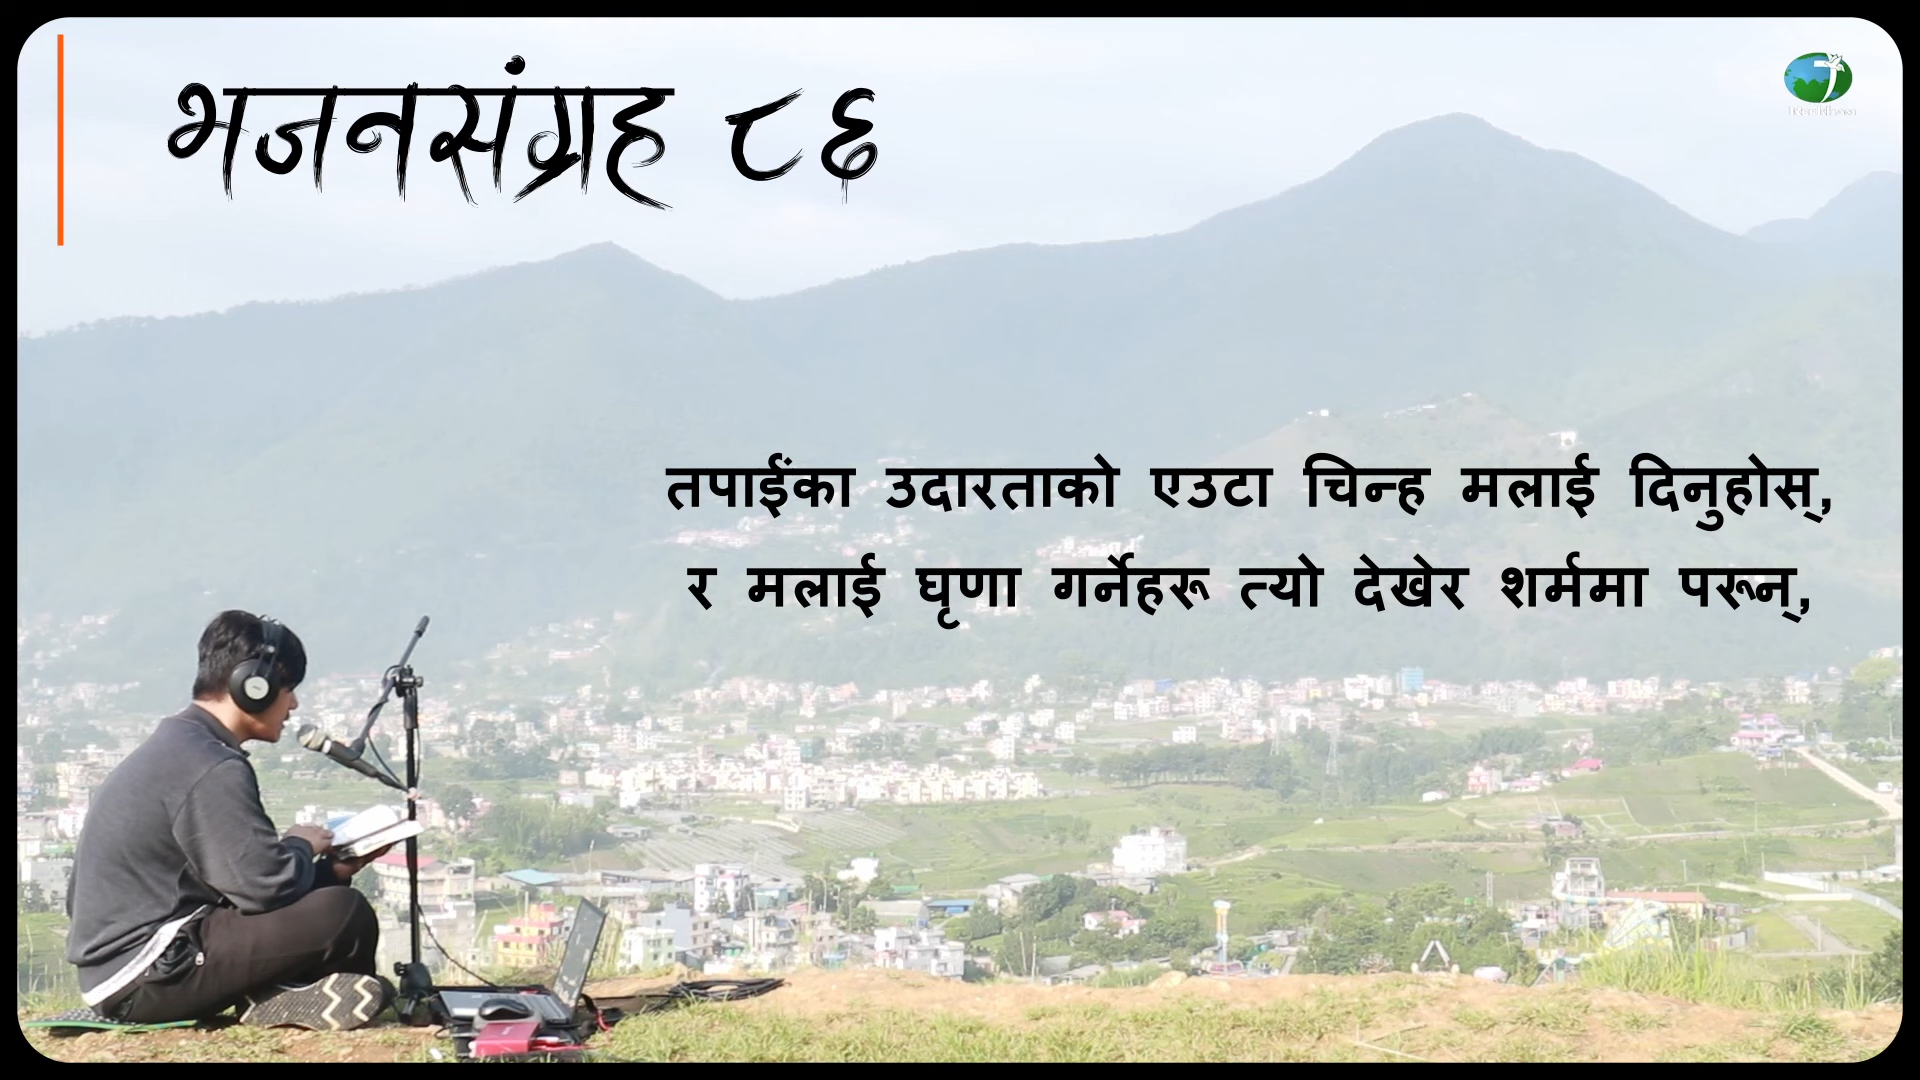 भजनसंग्रह ८६
तपाईंका उदारताको एउटा चिन्ह मलाई दिनुहोस्,
र मलाई घृणा गर्नेहरू त्यो देखेर शर्ममा परून्,